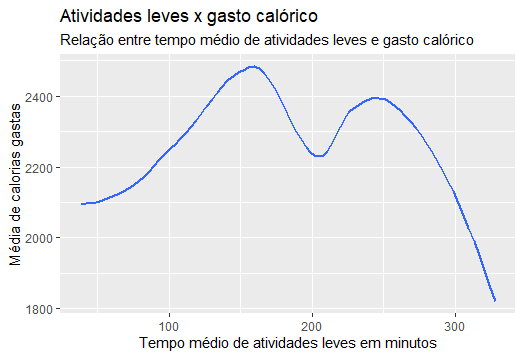 Atividades leves x gasto calórico
Relação entre tempo médio de atividades leves e gasto calórico
Média de calorias gastas
2400
2200
2000
1800
100
200
300
Tempo médio de atividades leves em minutos